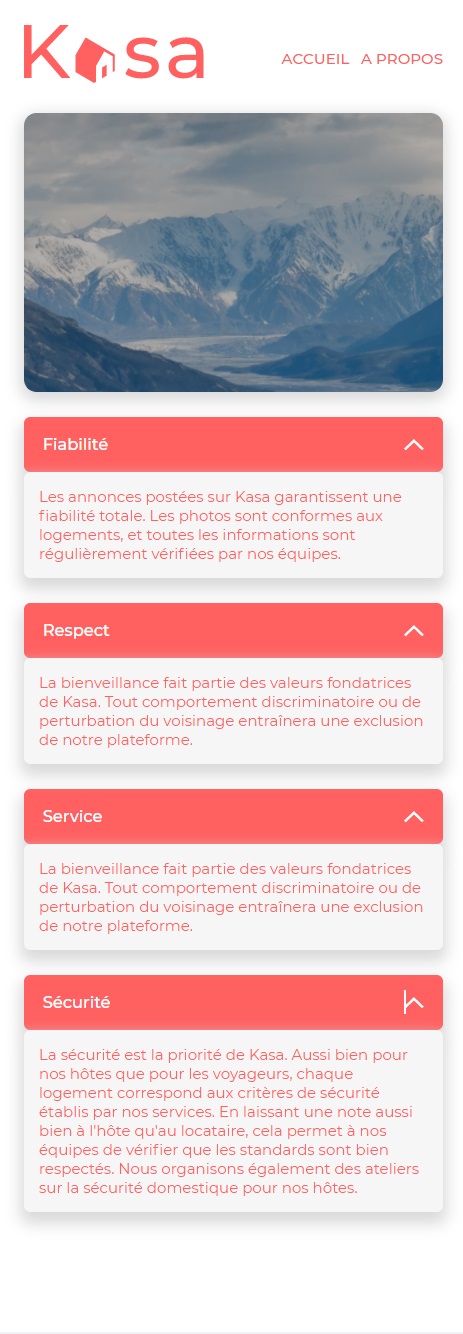 Kasa
ACCUEIL A PROPOS
Fiabilité
Les annonces postées sur Kasa garantissent une
fiabilité totale. Les photos sont conformes aux
logements, et toutes les informations sont
régulièrement vérifiées par nos équipes.
Respect
La bienveillance fait partie des valeurs fondatrices
de Kasa. Tout comportement discriminatoire ou de
perturbation du voisinage entraînera une exclusion
de notre plateforme.
Service
La bienveillance fait partie des valeurs fondatrices
de Kasa. Tout comportement discriminatoire ou de
perturbation du voisinage entraînera une exclusion
de notre plateforme.
Sécurité
La sécurité est la priorité de Kasa. Aussi bien pour
nos hôtes que pour les voyageurs, chaque
logement correspond aux critères de sécurité
établis par nos services. En laissant une note aussi
bien à l'hôte qu'au locataire, cela permet à nos
équipes de vérifier que les standards sont bien
respectés. Nous organisons également des ateliers
sur la sécurité domestique pour nos hôtes.